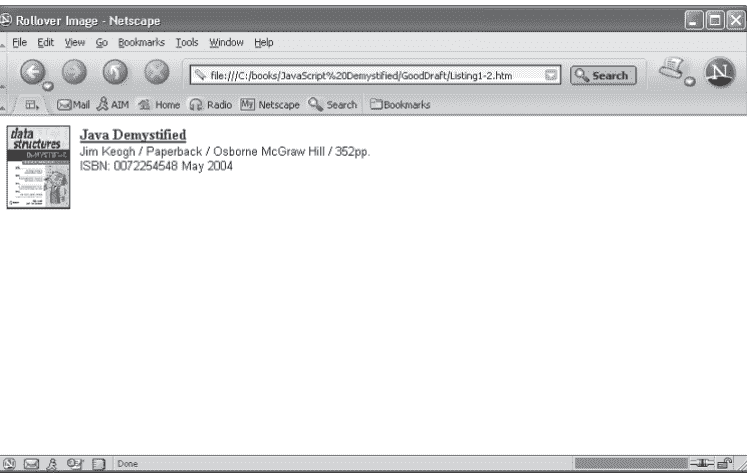 Rollover Image - Netscape
File Edit View Go Bookmarks Tools Window Help
file:///C:/books/JavaScript%20Demystified/GoodDraft/Listing1-2.htm Search N
Mail AIM Home Radio My Netscape Search Bookmarks
data
structures
DeMYSTiFieD
Java Demystified
Jim Keogh / Paperback / Osborne McGraw Hill / 352pp.
ISBN: 0072254548 May 2004
Done